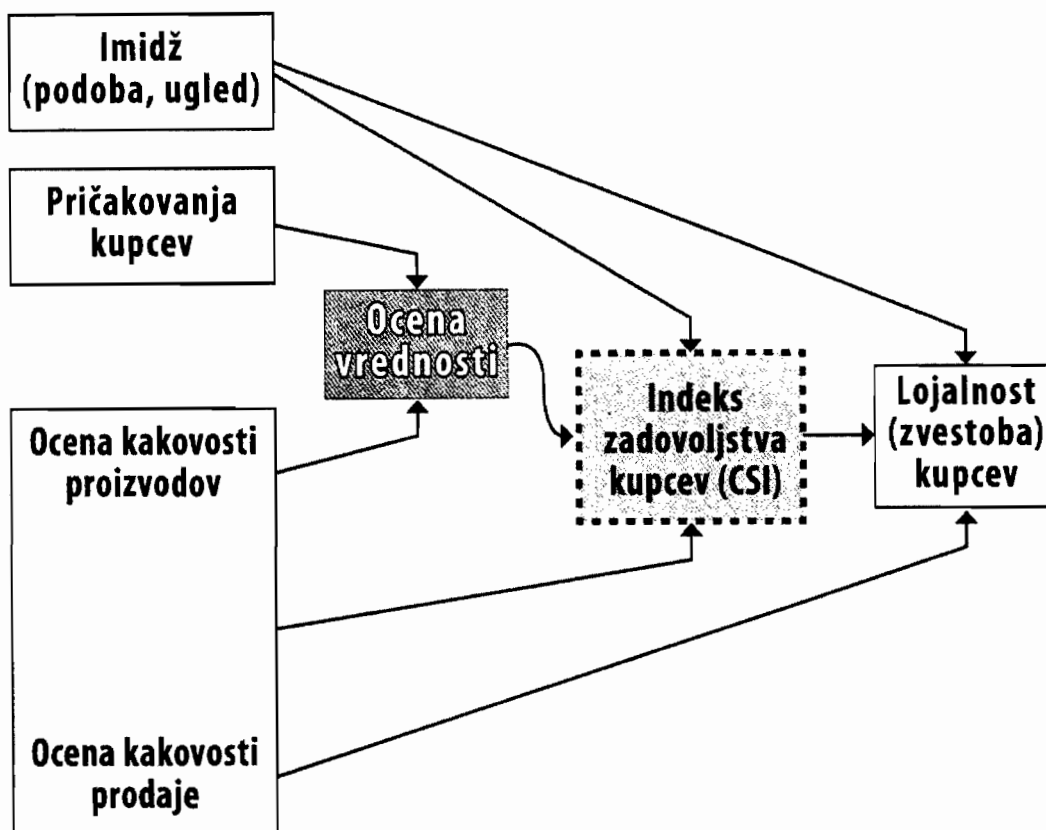 Imidž
(podoba, ugled)
Pričakovanja
kupcev
Ocena
vrednosti
Indeks
zadovoljstva
kupcev (CSI)
Lojalnost
(zvestoba)
kupcev
Ocena kakovosti
proizvodov
Ocena kakovosti
prodaje